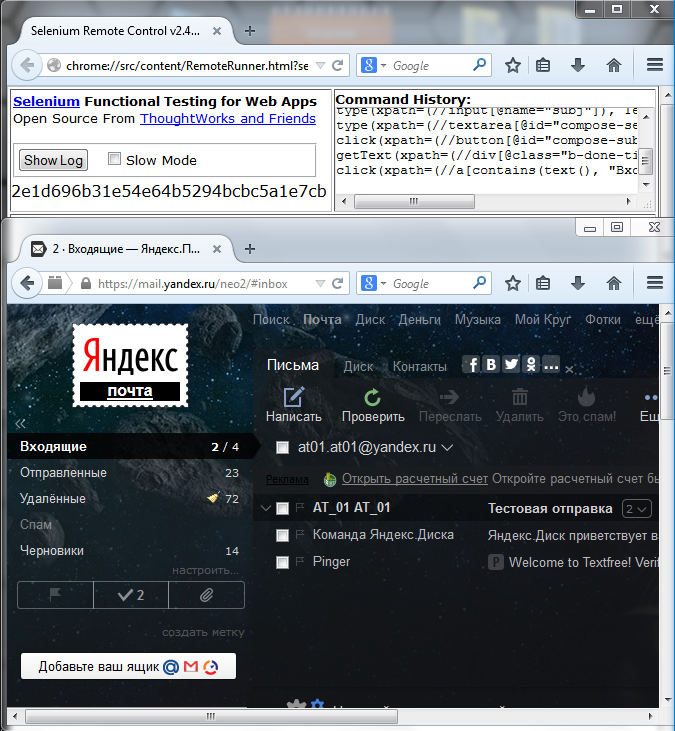 Selenium Remote Control v2.4...
chrome://src/content/RemoteRunner.html?se
Google
Selenium Functional Testing for Web Apps
Open Source From ThoughtWorks and Friends
Show Log
Slow Mode
2e1d696b31e54e64b5294bcbc5a1e7cb
Command History:
type(xpath=(//input[@name="subj"]), le
type(xpath=(//textarea[@id="compose-se
click(xpath=(//button[@id="compose-sub
getText(xpath=(//div[@class="b-done-ti
click(xpath=(//a[contains(text(), "Вхо
2 · Входящие — Яндекс.П...
https://mail.yandex.ru/neo2/#inbox
Google
Поиск Почта Диск Деньги Музыка Мой Круг Фотки ещё
Яндекс
почта
Письма Диск Контакты
Написать Проверить Переслать Удалить Это спам! Ещ
at01.at01@yandex.ru
Входящие 2 / 4
Отправленные 23
Удалённые 72
Спам
Черновики 14
настроить...
2
создать метку
Добавьте ваш ящик
Реклама Открыть расчетный счет Откройте расчетный счет бы
AT_01 AT_01 Тестовая отправка 2
Команда Яндекс.Диска Яндекс.Диск приветствует в
Pinger P Welcome to Textfree! Verif